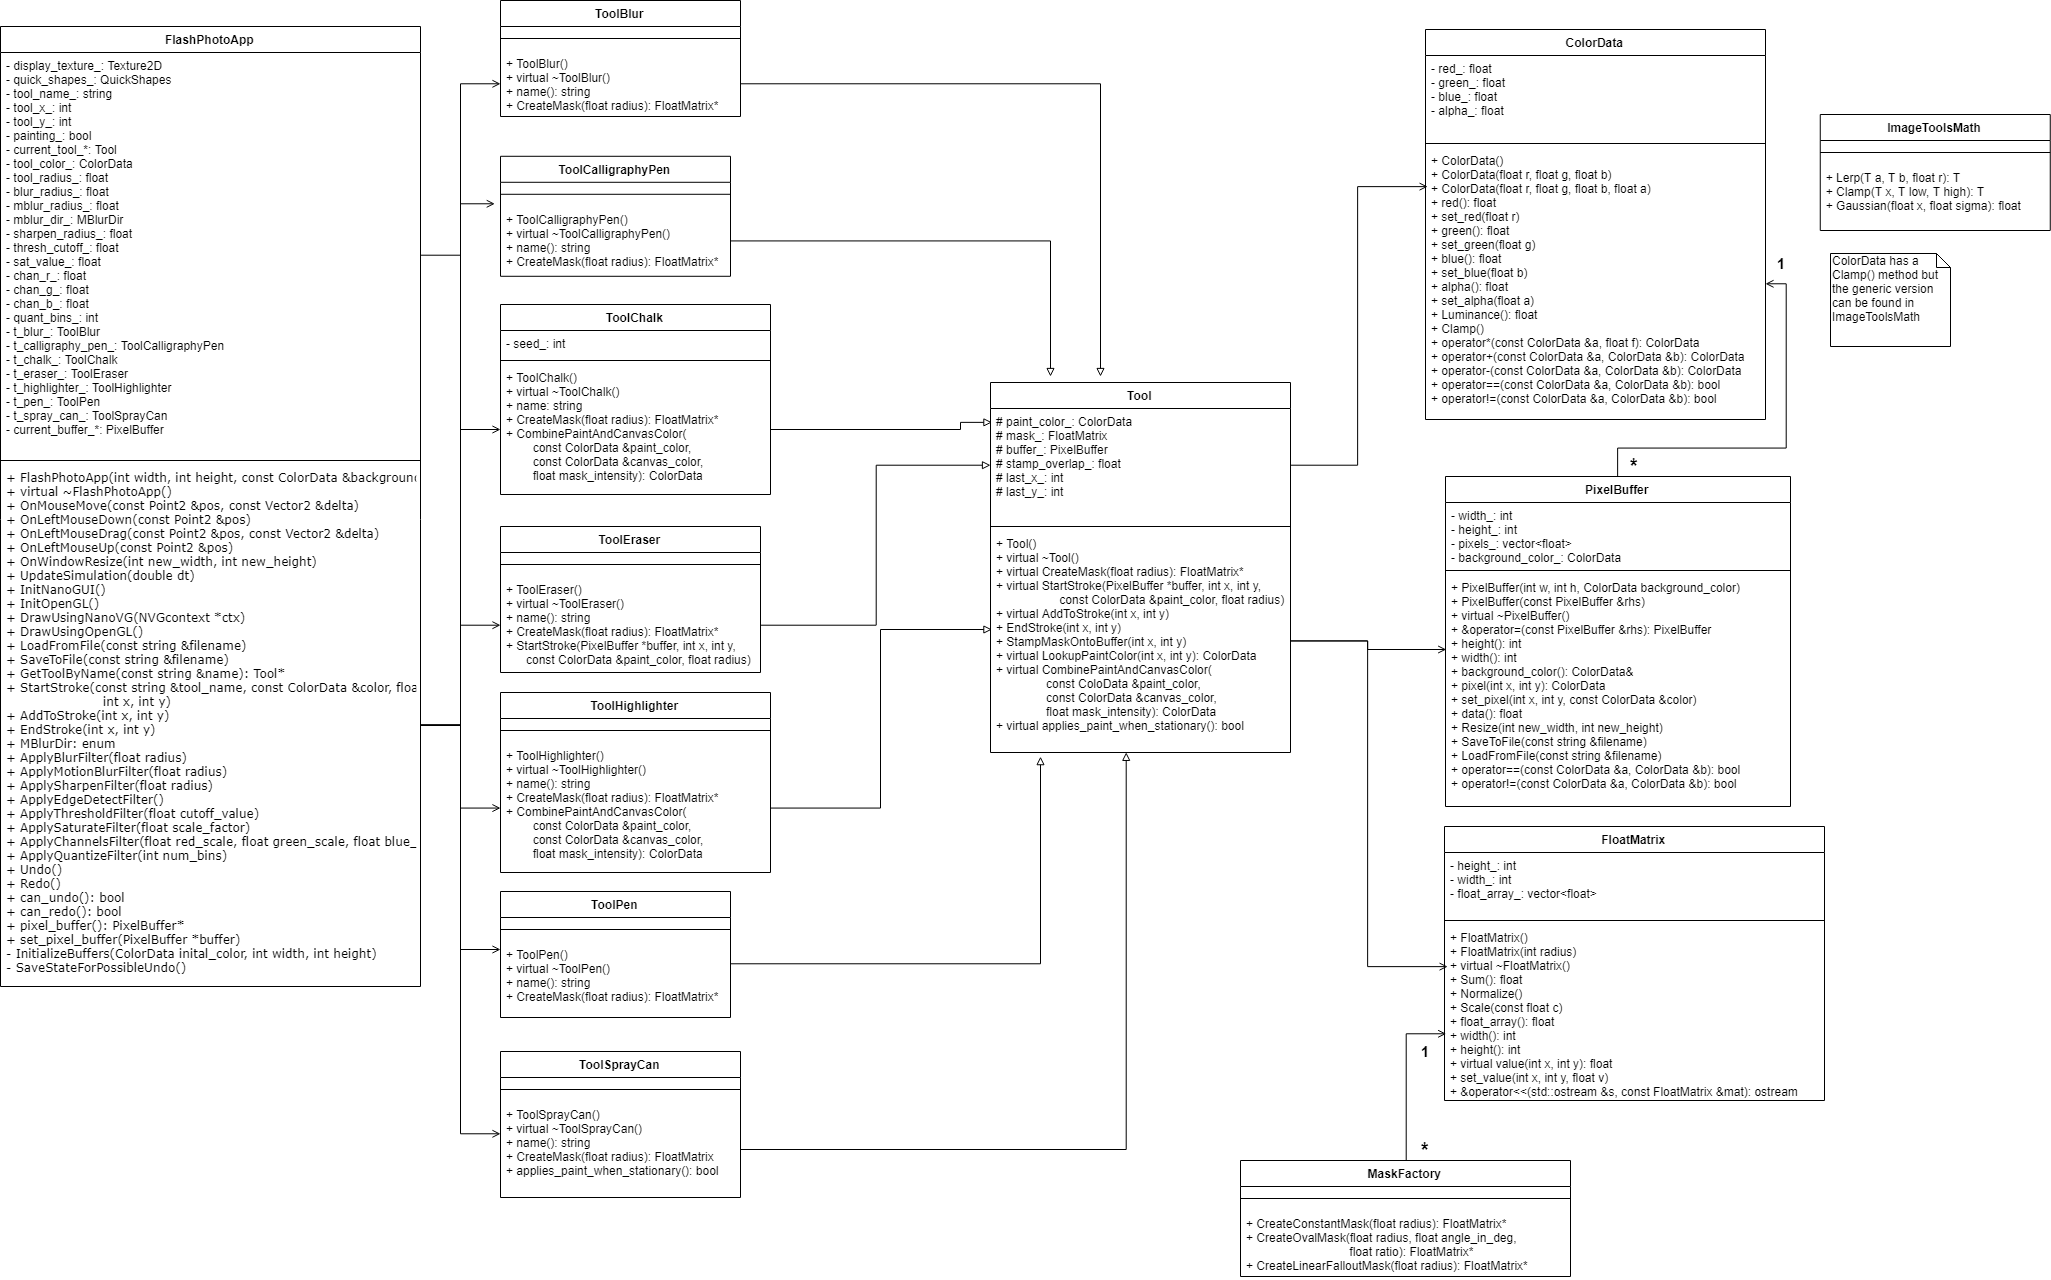 FlashPhotoApp
- display_texture_: Texture2D
- quick_shapes_: QuickShapes
- tool_name_: string
- tool_x_: int
- tool_y_: int
- painting_: bool
- current_tool_*: Tool
- tool_color_: ColorData
- tool_radius_: float
- blur_radius_: float
- mblur_radius_: float
- mblur_dir_: MBlurDir
- sharpen_radius_: float
- thresh_cutoff_: float
- sat_value_: float
- chan_r_: float
- chan_g_: float
- chan_b_: float
- quant_bins_: int
- t_blur_: ToolBlur
- t_calligraphy_pen_: ToolCalligraphyPen
- t_chalk_: ToolChalk
- t_eraser_: ToolEraser
- t_highlighter_: ToolHighlighter
- t_pen_: ToolPen
- t_spray_can_: ToolSprayCan
- current_buffer_*: PixelBuffer
+ FlashPhotoApp(int width, int height, const ColorData &backgroun
+ virtual ~FlashPhotoApp()
+ OnMouseMove(const Point2 &pos, const Vector2 &delta)
+ OnLeftMouseDown(const Point2 &pos)
+ OnLeftMouseDrag(const Point2 &pos, const Vector2 &delta)
+ OnLeftMouseUp(const Point2 &pos)
+ OnWindowResize(int new_width, int new_height)
+ UpdateSimulation(double dt)
+ InitNanoGUI()
+ InitOpenGL()
+ DrawUsingNanoVG(NVGcontext *ctx)
+ DrawUsingOpenGL()
+ LoadFromFile(const string &filename)
+ SaveToFile(const string &filename)
+ GetToolByName(const string &name): Tool*
+ StartStroke(const string &tool_name, const ColorData &color, floa
int x, int y)
+ AddToStroke(int x, int y)
+ EndStroke(int x, int y)
+ MBlurDir: enum
+ ApplyBlurFilter(float radius)
+ ApplyMotionBlurFilter(float radius)
+ ApplySharpenFilter(float radius)
+ ApplyEdgeDetectFilter()
+ ApplyThresholdFilter(float cutoff_value)
+ ApplySaturateFilter(float scale_factor)
+ ApplyChannelsFilter(float red_scale, float green_scale, float blue_
+ ApplyQuantizeFilter(int num_bins)
+ Undo()
+ Redo()
+ can_undo(): bool
+ can_redo(): bool
+ pixel_buffer(): PixelBuffer*
+ set_pixel_buffer(PixelBuffer *buffer)
- InitializeBuffers(ColorData inital_color, int width, int height)
- SaveStateForPossibleUndo()
ToolBlur
+ ToolBlur()
+ virtual ~ToolBlur()
+ name(): string
+ CreateMask(float radius): FloatMatrix*
ToolCalligraphyPen
+ ToolCalligraphyPen()
+ virtual ~ToolCalligraphyPen()
+ name(): string
+ CreateMask(float radius): FloatMatrix*
ToolChalk
- seed_: int
+ ToolChalk()
+ virtual ~ToolChalk()
+ name: string
+ CreateMask(float radius): FloatMatrix*
+ CombinePaintAndCanvasColor(
const ColorData &paint_color,
const ColorData &canvas_color,
float mask_intensity): ColorData
ToolEraser
+ ToolEraser()
+ virtual ~ToolEraser()
+ name(): string
+ CreateMask(float radius): FloatMatrix*
+ StartStroke(PixelBuffer *buffer, int x, int y,
const ColorData &paint_color, float radius)
ToolHighlighter
+ ToolHighlighter()
+ virtual ~ToolHighlighter()
+ name(): string
+ CreateMask(float radius): FloatMatrix*
+ CombinePaintAndCanvasColor(
const ColorData &paint_color,
const ColorData &canvas_color,
float mask_intensity): ColorData
ToolPen
+ ToolPen()
+ virtual ~ToolPen()
+ name(): string
+ CreateMask(float radius): FloatMatrix*
ToolSprayCan
+ ToolSprayCan()
+ virtual ~ToolSprayCan()
+ name(): string
+ CreateMask(float radius): FloatMatrix
+ applies_paint_when_stationary(): bool
Tool
# paint_color_: ColorData
# mask_: FloatMatrix
# buffer_: PixelBuffer
# stamp_overlap_: float
# last_x_: int
# last_y_: int
+ Tool()
+ virtual ~Tool()
+ virtual CreateMask(float radius): FloatMatrix*
+ virtual StartStroke(PixelBuffer *buffer, int x, int y,
const ColorData &paint_color, float radius)
+ virtual AddToStroke(int x, int y)
+ EndStroke(int x, int y)
+ StampMaskOntoBuffer(int x, int y)
+ virtual LookupPaintColor(int x, int y): ColorData
+ virtual CombinePaintAndCanvasColor(
const ColoData &paint_color,
const ColorData &canvas_color,
float mask_intensity): ColorData
+ virtual applies_paint_when_stationary(): bool
ColorData
- red_: float
- green_: float
- blue_: float
- alpha_: float
+ ColorData()
+ ColorData(float r, float g, float b)
+ ColorData(float r, float g, float b, float a)
+ red(): float
+ set_red(float r)
+ green(): float
+ set_green(float g)
+ blue(): float
+ set_blue(float b)
+ alpha(): float
+ set_alpha(float a)
+ Luminance(): float
+ Clamp()
+ operator*(const ColorData &a, float f): ColorData
+ operator+(const ColorData &a, ColorData &b): ColorData
+ operator-(const ColorData &a, ColorData &b): ColorData
+ operator==(const ColorData &a, ColorData &b): bool
+ operator!=(const ColorData &a, ColorData &b): bool
1
*
PixelBuffer
- width_: int
- height_: int
- pixels_: vector<float>
- background_color_: ColorData
+ PixelBuffer(int w, int h, ColorData background_color)
+ PixelBuffer(const PixelBuffer &rhs)
+ virtual ~PixelBuffer()
+ &operator=(const PixelBuffer &rhs): PixelBuffer
+ height(): int
+ width(): int
+ background_color(): ColorData&
+ pixel(int x, int y): ColorData
+ set_pixel(int x, int y, const ColorData &color)
+ data(): float
+ Resize(int new_width, int new_height)
+ SaveToFile(const string &filename)
+ LoadFromFile(const string &filename)
+ operator==(const ColorData &a, ColorData &b): bool
+ operator!=(const ColorData &a, ColorData &b): bool
FloatMatrix
- height_: int
- width_: int
- float_array_: vector<float>
+ FloatMatrix()
+ FloatMatrix(int radius)
+ virtual ~FloatMatrix()
+ Sum(): float
+ Normalize()
+ Scale(const float c)
+ float_array(): float
+ width(): int
+ height(): int
+ virtual value(int x, int y): float
+ set_value(int x, int y, float v)
+ &operator<<(std::ostream &s, const FloatMatrix &mat): ostream
1
*
MaskFactory
+ CreateConstantMask(float radius): FloatMatrix*
+ CreateOvalMask(float radius, float angle_in_deg,
float ratio): FloatMatrix*
+ CreateLinearFalloutMask(float radius): FloatMatrix*
ImageToolsMath
+ Lerp(T a, T b, float r): T
+ Clamp(T x, T low, T high): T
+ Gaussian(float x, float sigma): float
ColorData has a
Clamp() method but
the generic version
can be found in
ImageToolsMath